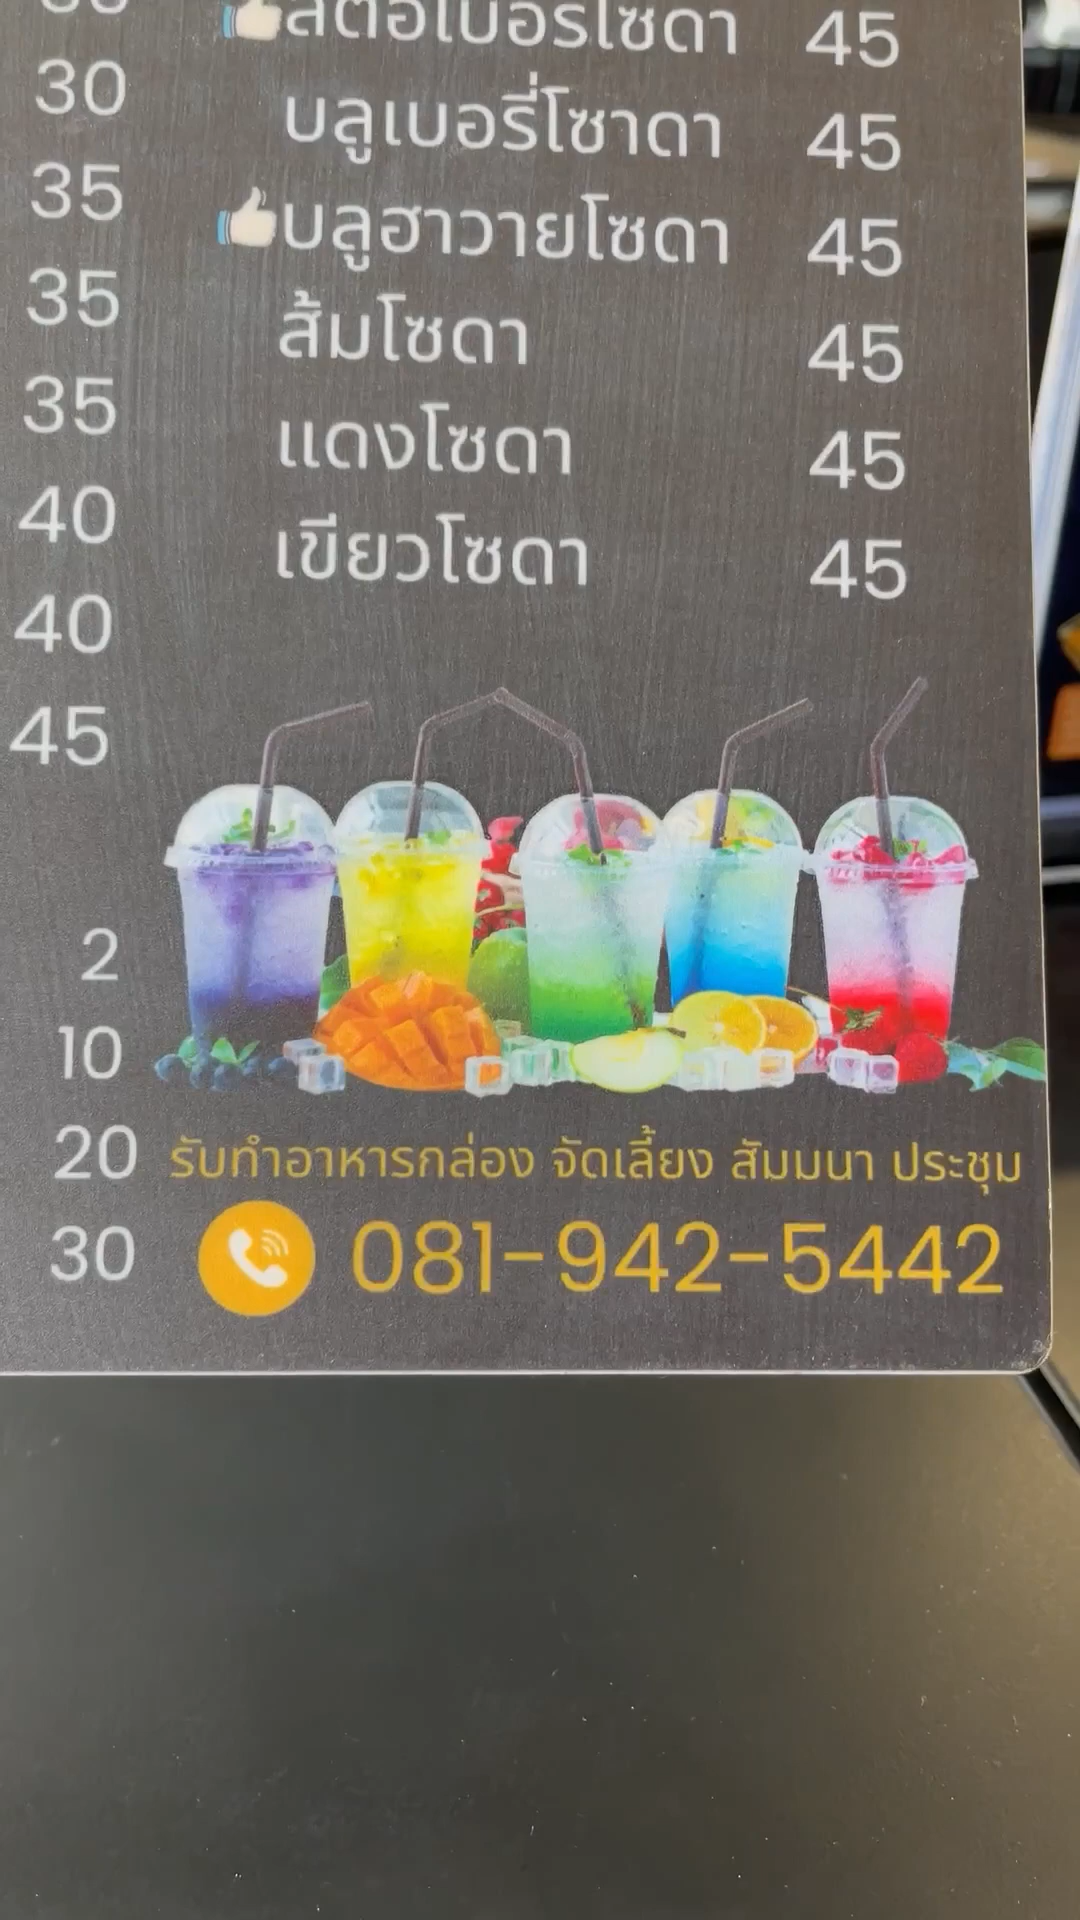 30 บลูเบอรี่โซาดา 45
35 บลูฮาวายโซดา 45
35 ส้มโซดา 45
35 แดงโซดา 45
40 เขียวโซดา 45
40
45
2
10
20 รับทำอาหารกล่อง จัดเลี้ยง สัมมนา ประชุม
30 081-942-5442